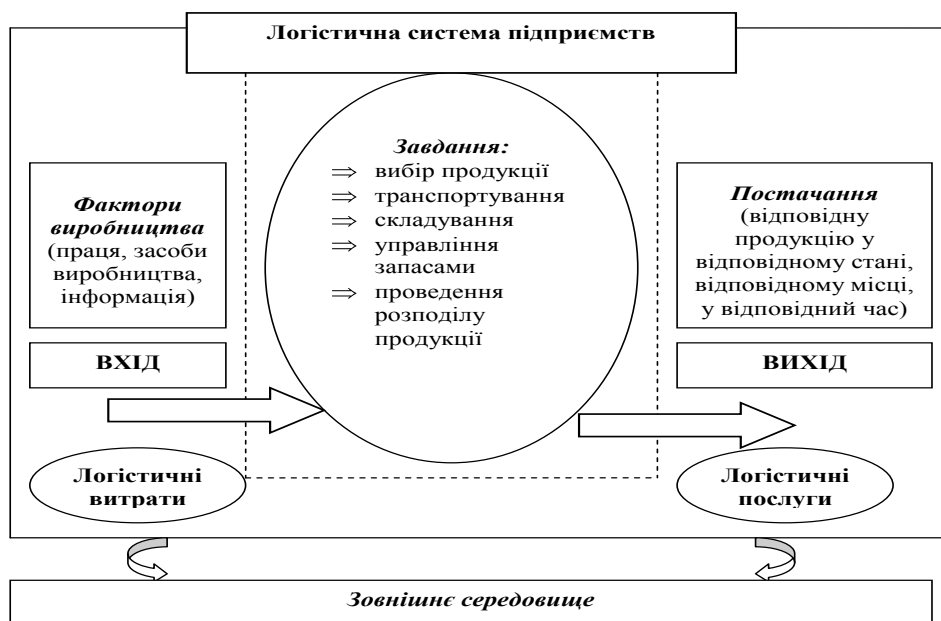 Логістична система підприємств
Завдання:
⇒ вибір продукції
⇒ транспортування
⇒ складування
⇒ управління
запасами
⇒ проведення
розподілу
продукції
Фактори
виробництва
(праця, засоби
виробництва,
інформація)
ВХІД
Постачання
(відповідну
продукцію у
відповідному стані,
відповідному місці,
у відповідний час)
ВИХІД
Логістичні
витрати
Логістичні
послуги
Зовнішнє середовище